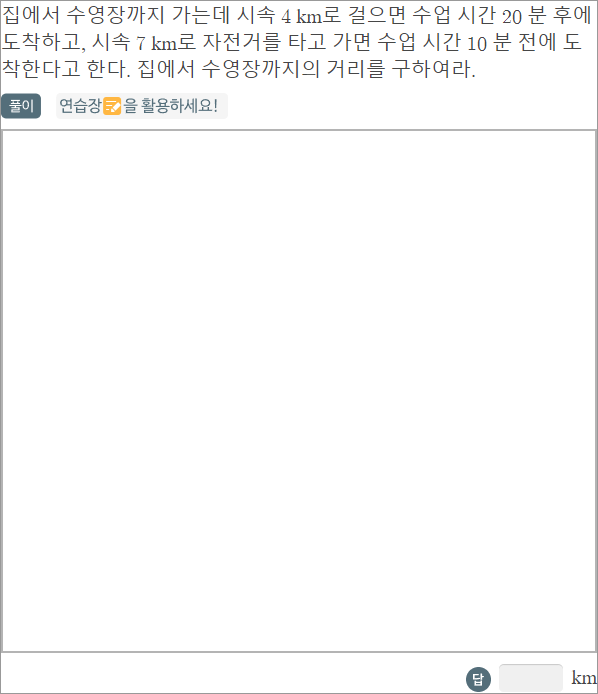 집에서 수영장까지 가는데 시속 4 km로 걸으면 수업 시간 20 분 후에
도착하고, 시속 7 km로 자전거를 타고 가면 수업 시간 10 분 전에 도
착한다고 한다. 집에서 수영장까지의 거리를 구하여라.
풀이 연습장을 활용하세요!
답 km